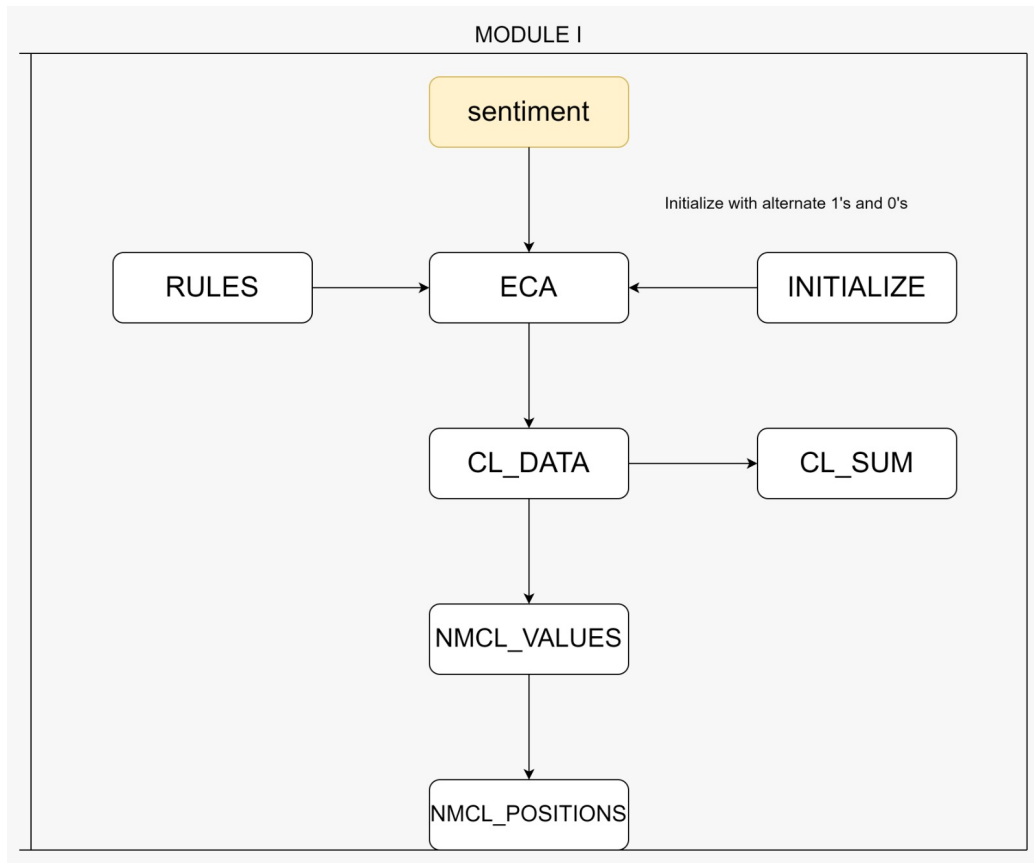 MODULE I
sentiment
Initialize with alternate 1's and 0's
RULES
ECA
INITIALIZE
CL_DATA
CL_SUM
NMCL_VALUES
NMCL_POSITIONS